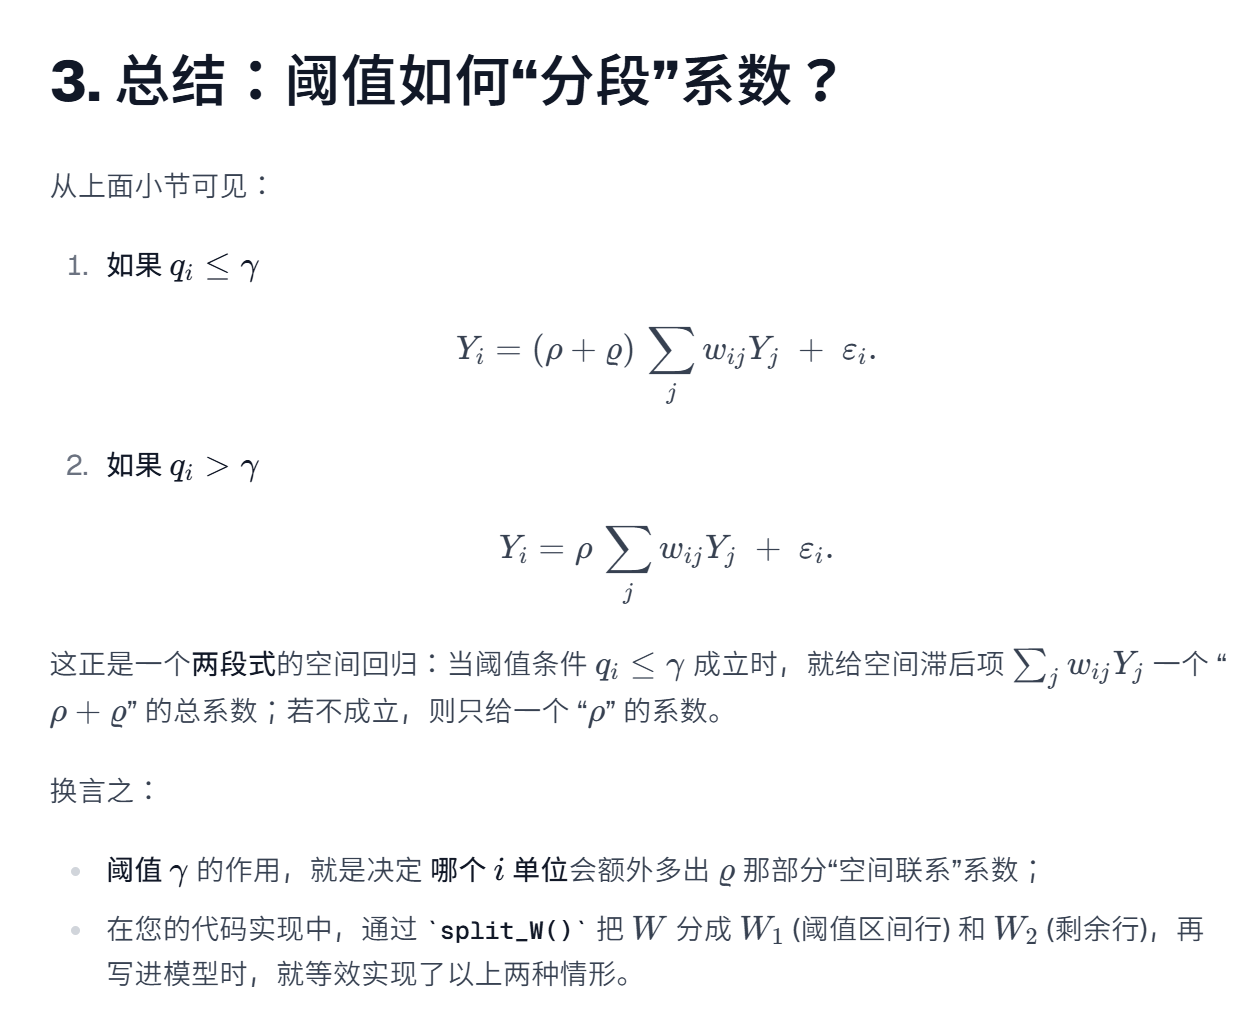 3. 总结：阈值如何“分段”系数？
从上面小节可见：
1. 如果 $q_i \leq \gamma$
$Y_i = (\rho + \varrho) \sum_j w_{ij} Y_j + \varepsilon_i.$
2. 如果 $q_i > \gamma$
$Y_i = \rho \sum_j w_{ij} Y_j + \varepsilon_i.$
这正是一个两段式的空间回归：当阈值条件 $q_i \leq \gamma$ 成立时，就给空间滞后项 $\sum_j w_{ij} Y_j$ 一个 “
$\rho + \varrho$” 的总系数；若不成立，则只给一个 “$\rho$” 的系数。
换言之：
• 阈值 $\gamma$ 的作用，就是决定 哪个 $i$ 单位会额外多出 $\varrho$ 那部分“空间联系”系数；
• 在您的代码实现中，通过 `split_W()` 把 $W$ 分成 $W_1$ (阈值区间行) 和 $W_2$ (剩余行)，再
写进模型时，就等效实现了以上两种情形。